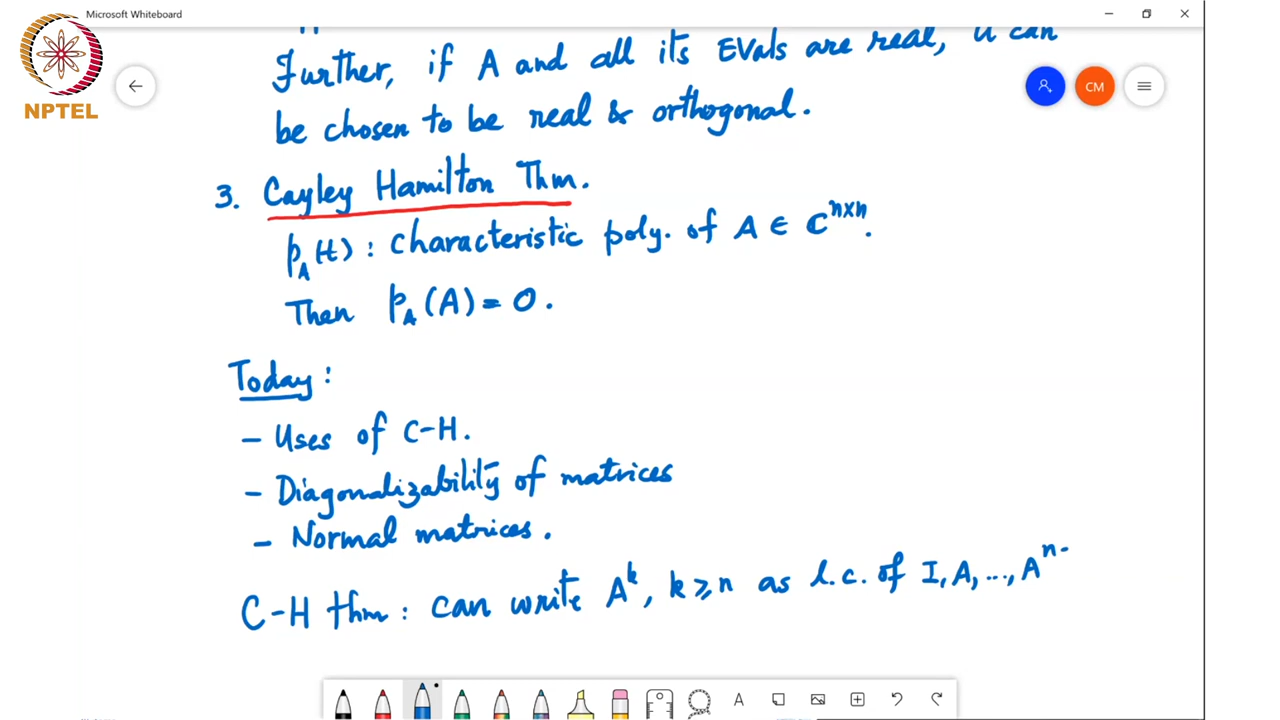 Microsoft Whiteboard
NPTEL
CM
Further, if A and all its EVals are real, U can
be chosen to be real & orthogonal.
3. Cayley Hamilton Thm.
p_A(t) : characteristic poly. of A ∈ ℂ^{n×n}.
Then p_A(A) = 0.
Today :
- Uses of C-H.
- Diagonalizability of matrices
- Normal matrices.
C-H thm : can write A^k, k ⩾ n as l.c. of I, A, ..., A^{n-
A